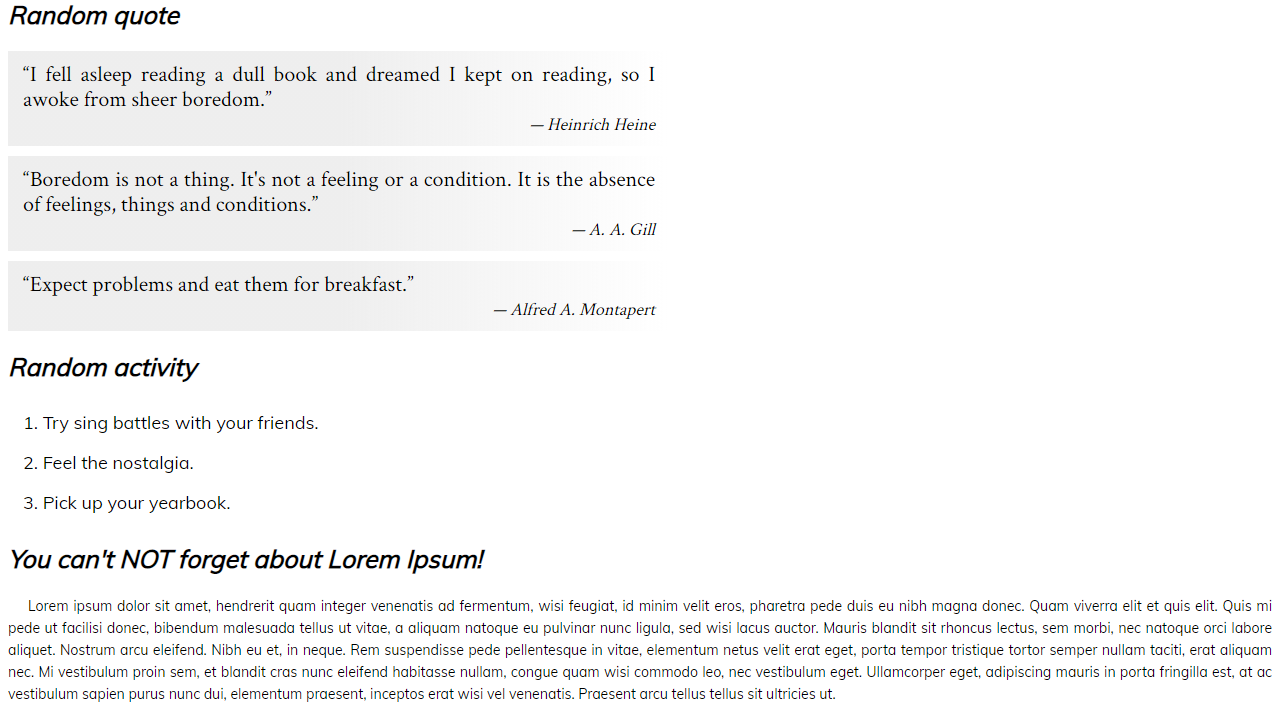 Random quote
“I fell asleep reading a dull book and dreamed I kept on reading, so I
awoke from sheer boredom.”
— Heinrich Heine
“Boredom is not a thing. It's not a feeling or a condition. It is the absence
of feelings, things and conditions.”
— A. A. Gill
“Expect problems and eat them for breakfast.”
— Alfred A. Montapert
Random activity
1. Try sing battles with your friends.
2. Feel the nostalgia.
3. Pick up your yearbook.
You can't NOT forget about Lorem Ipsum!
Lorem ipsum dolor sit amet, hendrerit quam integer venenatis ad fermentum, wisi feugiat, id minim velit eros, pharetra pede duis eu nibh magna donec. Quam viverra elit et quis elit. Quis mi
pede ut facilisi donec, bibendum malesuada tellus ut vitae, a aliquam natoque eu pulvinar nunc ligula, sed wisi lacus auctor. Mauris blandit sit rhoncus lectus, sem morbi, nec natoque orci labore
aliquet. Nostrum arcu eleifend. Nibh eu et, in neque. Rem suspendisse pede pellentesque in vitae, elementum netus velit erat eget, porta tempor tristique tortor semper nullam taciti, erat aliquam
nec. Mi vestibulum proin sem, et blandit cras nunc eleifend habitasse nullam, congue quam wisi commodo leo, nec vestibulum eget. Ullamcorper eget, adipiscing mauris in porta fringilla est, at ac
vestibulum sapien purus nunc dui, elementum praesent, inceptos erat wisi vel venenatis. Praesent arcu tellus tellus sit ultricies ut.